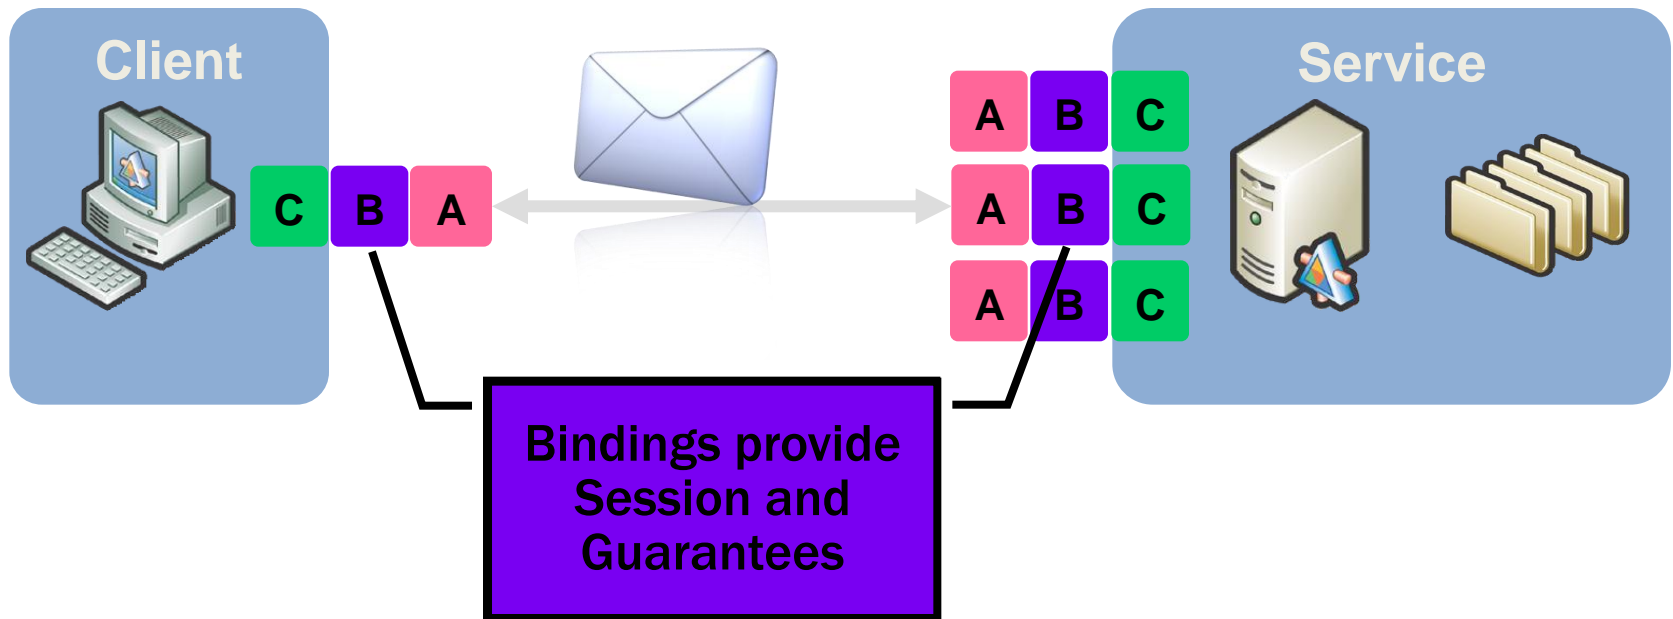 Client
Service
A B C
C B A
A B C
A B C
Bindings provide
Session and
Guarantees